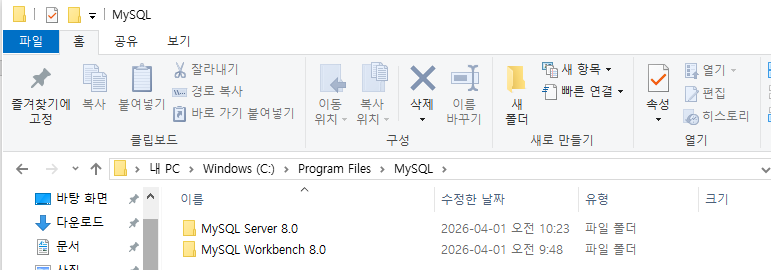 MySQL
파일 홈 공유 보기
즐겨찾기에 고정
복사
붙여넣기
잘라내기
경로 복사
바로 가기 붙여넣기
클립보드
이동 위치
복사 위치
삭제
이름 바꾸기
구성
새 폴더
새 항목
빠른 연결
새로 만들기
속성
열기
편집
히스토리
열기
내 PC > Windows (C:) > Program Files > MySQL >
바탕 화면
다운로드
문서
이름 수정한 날짜 유형 크기
MySQL Server 8.0 2026-04-01 오전 10:23 파일 폴더
MySQL Workbench 8.0 2026-04-01 오전 9:48 파일 폴더